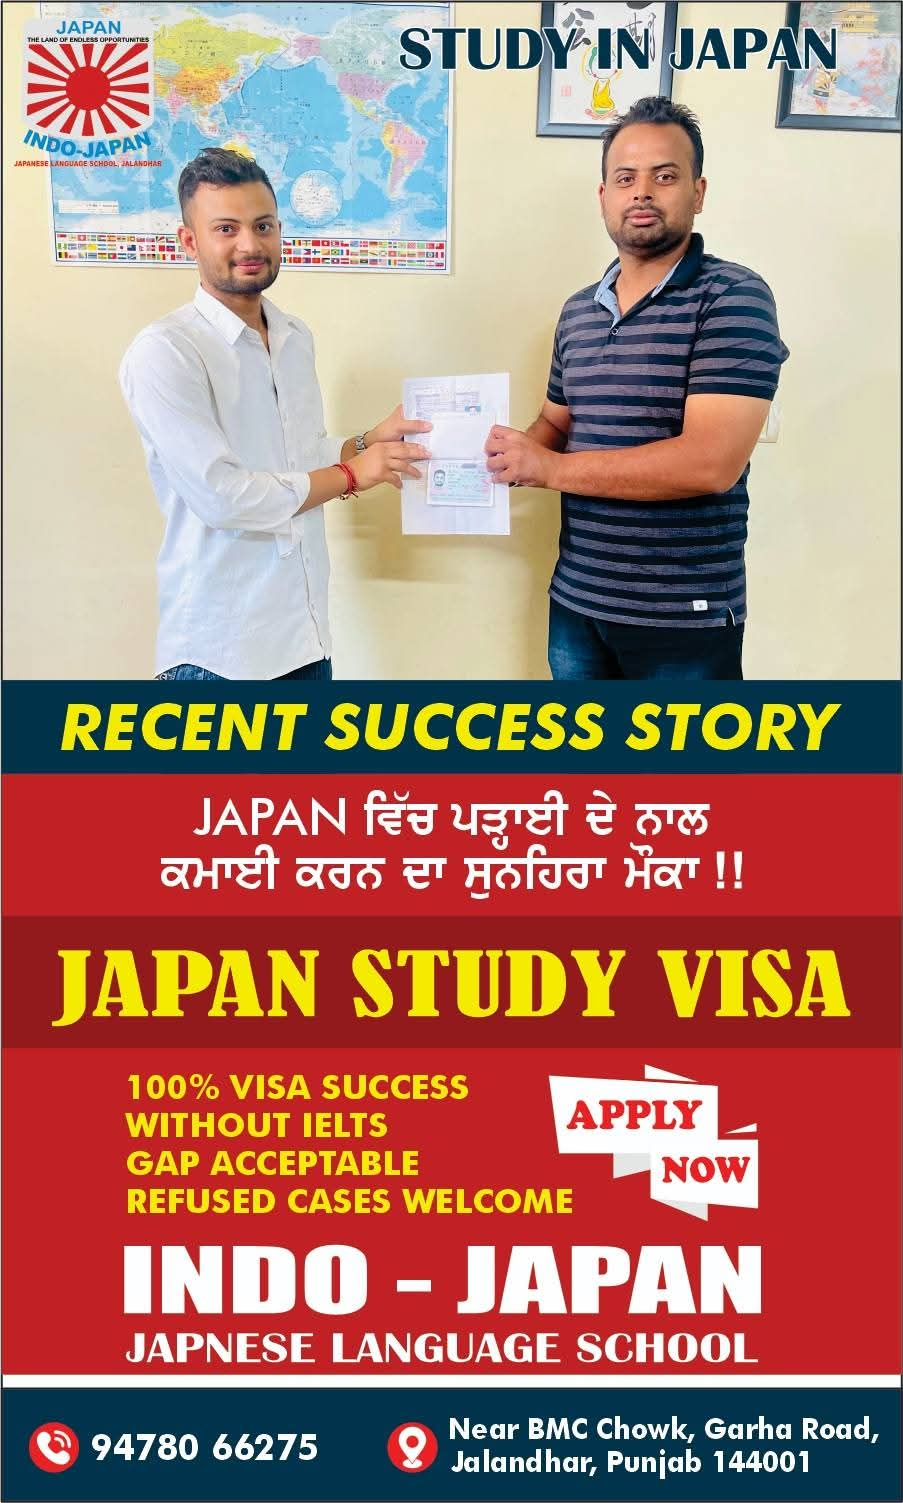 JAPAN
THE LAND OF ENDLESS OPPORTUNITIES
INDO-JAPAN
JAPANESE LANGUAGE SCHOOL, JALANDHAR
STUDY IN JAPAN
RECENT SUCCESS STORY
JAPAN ਵਿੱਚ ਪੜ੍ਹਾਈ ਦੇ ਨਾਲ
ਕਮਾਈ ਕਰਨ ਦਾ ਸੁਨਹਿਰਾ ਮੌਕਾ !!
JAPAN STUDY VISA
100% VISA SUCCESS
WITHOUT IELTS
GAP ACCEPTABLE
REFUSED CASES WELCOME
APPLY
NOW
INDO - JAPAN
JAPNESE LANGUAGE SCHOOL
94780 66275
Near BMC Chowk, Garha Road,
Jalandhar, Punjab 144001